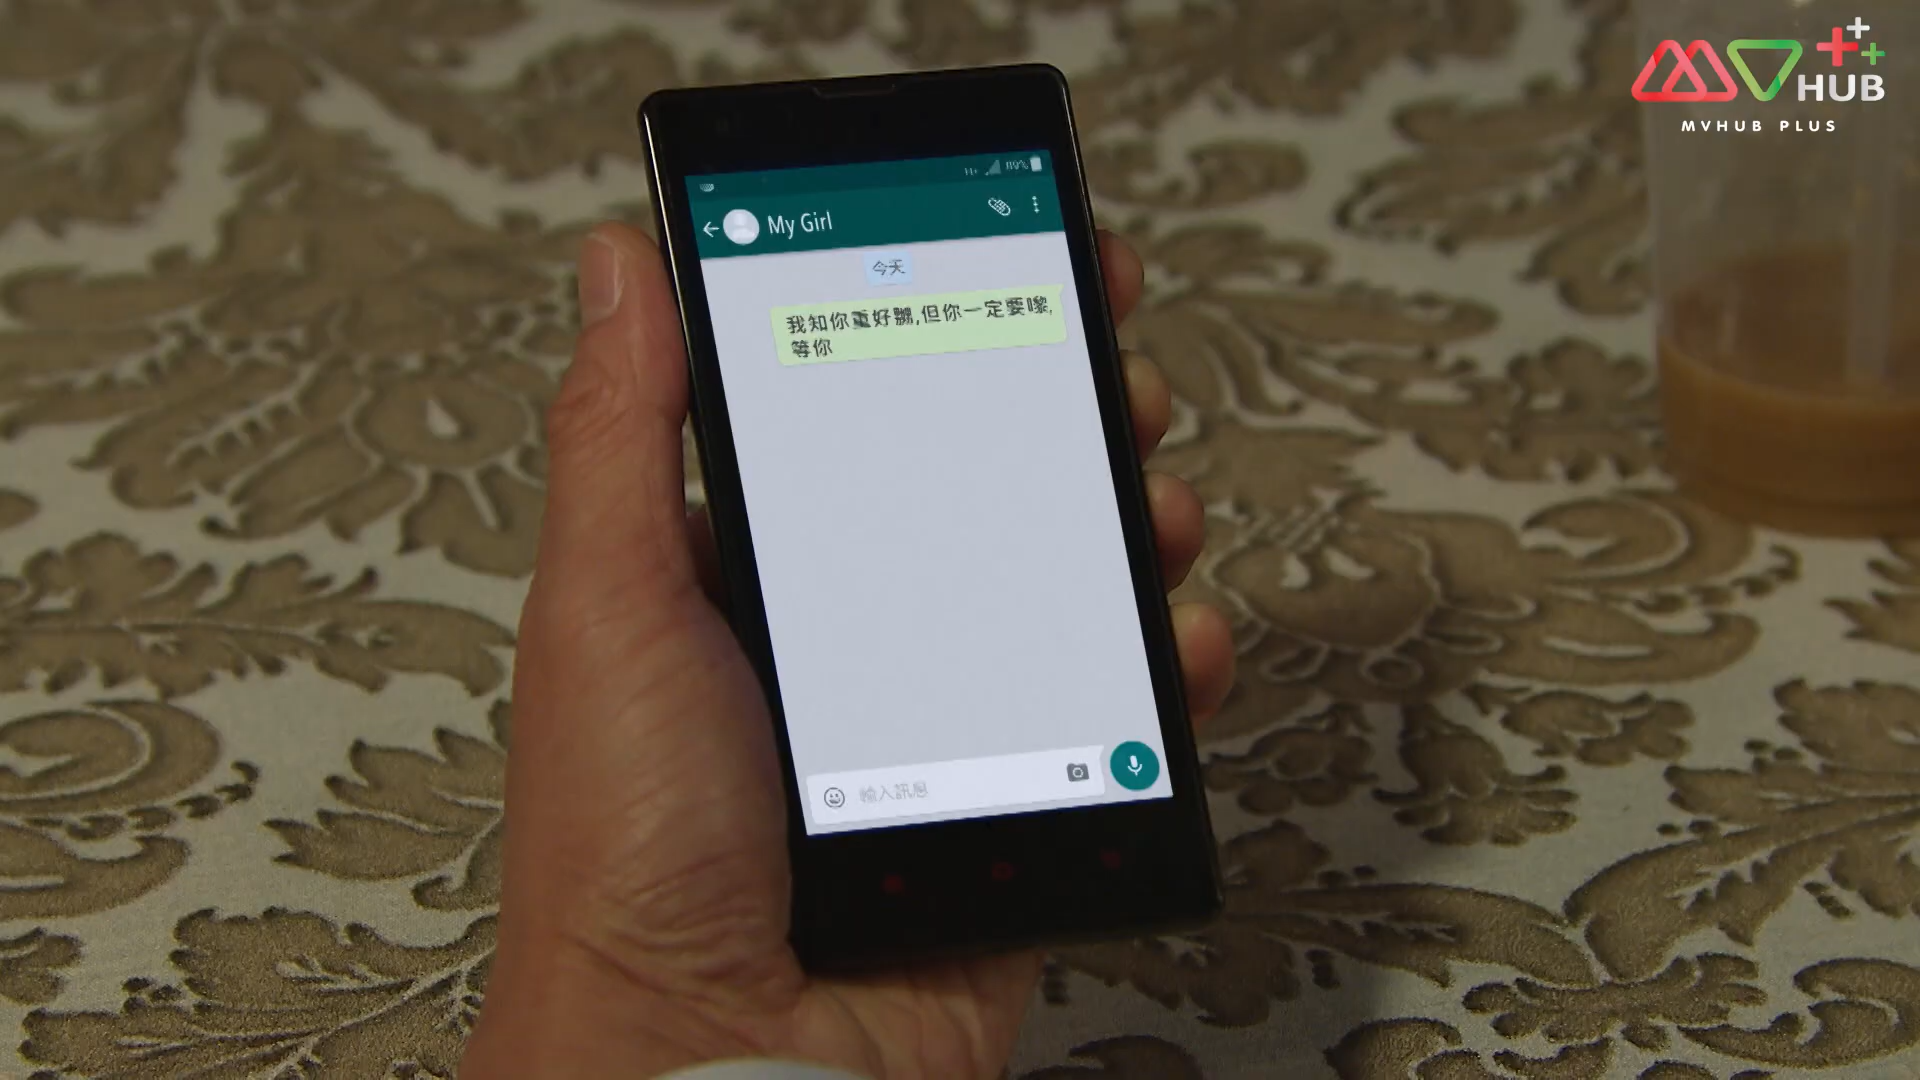 HUB
MVHUB PLUS
H+ 89%
My Girl
今天
我知你重好嬲,但你一定要嚟,
等你
輸入訊息